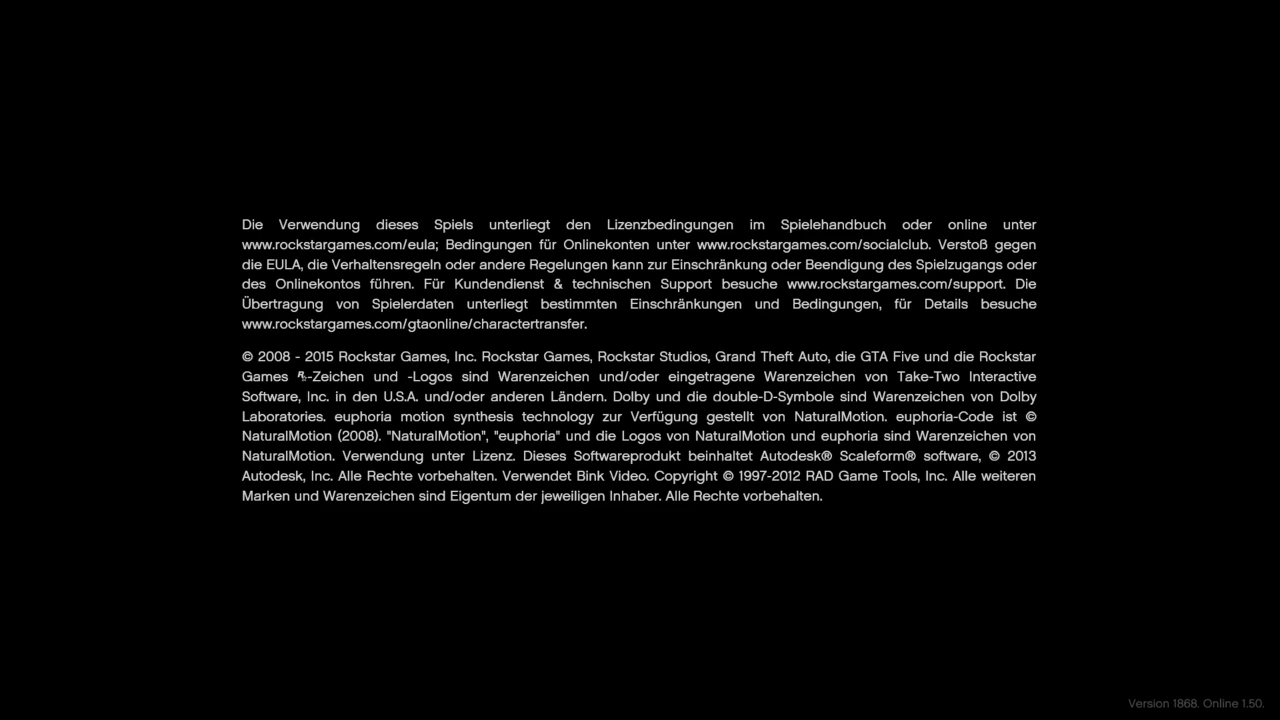 Die Verwendung dieses Spiels unterliegt den Lizenzbedingungen im Spielehandbuch oder online unter
www.rockstargames.com/eula; Bedingungen für Onlinekonten unter www.rockstargames.com/socialclub. Verstoß gegen
die EULA, die Verhaltensregeln oder andere Regelungen kann zur Einschränkung oder Beendigung des Spielzugangs oder
des Onlinekontos führen. Für Kundendienst & technischen Support besuche www.rockstargames.com/support. Die
Übertragung von Spielerdaten unterliegt bestimmten Einschränkungen und Bedingungen, für Details besuche
www.rockstargames.com/gtaonline/charactertransfer.
© 2008 - 2015 Rockstar Games, Inc. Rockstar Games, Rockstar Studios, Grand Theft Auto, die GTA Five und die Rockstar
Games R*-Zeichen und -Logos sind Warenzeichen und/oder eingetragene Warenzeichen von Take-Two Interactive
Software, Inc. in den U.S.A. und/oder anderen Ländern. Dolby und die double-D-Symbole sind Warenzeichen von Dolby
Laboratories. euphoria motion synthesis technology zur Verfügung gestellt von NaturalMotion. euphoria-Code ist ©
NaturalMotion (2008). "NaturalMotion", "euphoria" und die Logos von NaturalMotion und euphoria sind Warenzeichen von
NaturalMotion. Verwendung unter Lizenz. Dieses Softwareprodukt beinhaltet Autodesk® Scaleform® software, © 2013
Autodesk, Inc. Alle Rechte vorbehalten. Verwendet Bink Video. Copyright © 1997-2012 RAD Game Tools, Inc. Alle weiteren
Marken und Warenzeichen sind Eigentum der jeweiligen Inhaber. Alle Rechte vorbehalten.
Version 1868. Online 1.50.